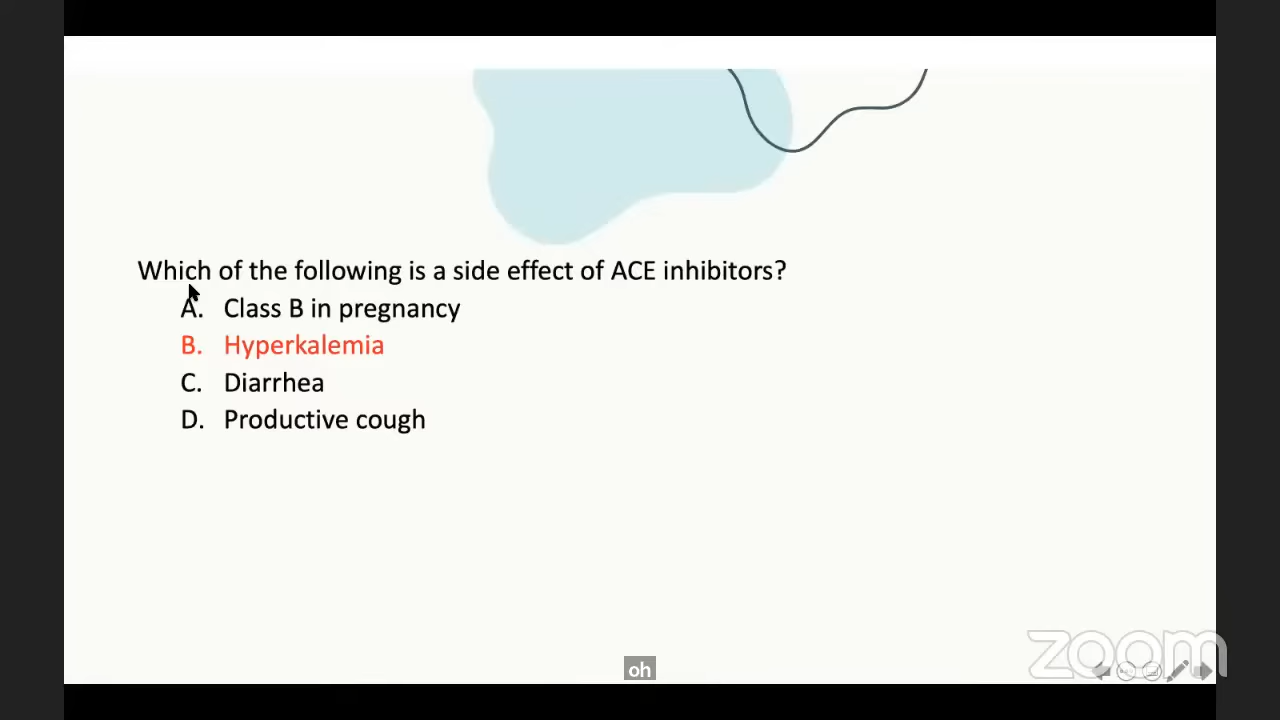 Which of the following is a side effect of ACE inhibitors?
A. Class B in pregnancy
B. Hyperkalemia
C. Diarrhea
D. Productive cough
oh
zoom